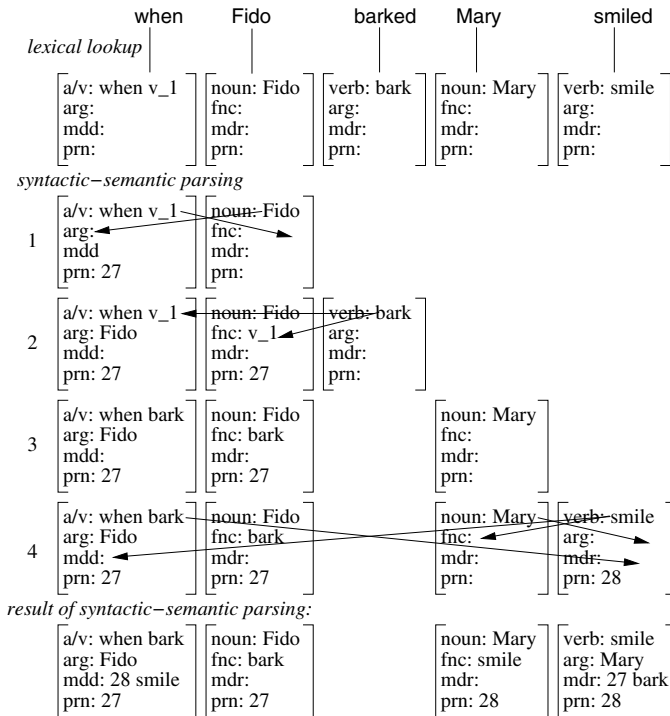 when Fido barked Mary smiled
lexical lookup
a/v: when v_1 noun: Fido verb: bark noun: Mary verb: smile
arg: fnc: arg: fnc: arg:
mdd: mdr: mdr: mdr: mdr:
prn: prn: prn: prn: prn:
syntactic−semantic parsing
a/v: when v_1 noun: Fido
1 arg: fnc:
mdd mdr:
prn: 27 prn:
a/v: when v_1 noun: Fido verb: bark
2 arg: Fido fnc: v_1 arg:
mdd: mdr: mdr:
prn: 27 prn: 27 prn:
a/v: when bark noun: Fido noun: Mary
3 arg: Fido fnc: bark fnc:
mdd: mdr: mdr:
prn: 27 prn: 27 prn:
a/v: when bark noun: Fido noun: Mary verb: smile
4 arg: Fido fnc: bark fnc: arg:
mdd: mdr: mdr: mdr:
prn: 27 prn: 27 prn: prn: 28
result of syntactic−semantic parsing:
a/v: when bark noun: Fido noun: Mary verb: smile
arg: Fido fnc: bark fnc: smile arg: Mary
mdd: 28 smile mdr: mdr: mdr: 27 bark
prn: 27 prn: 27 prn: 28 prn: 28